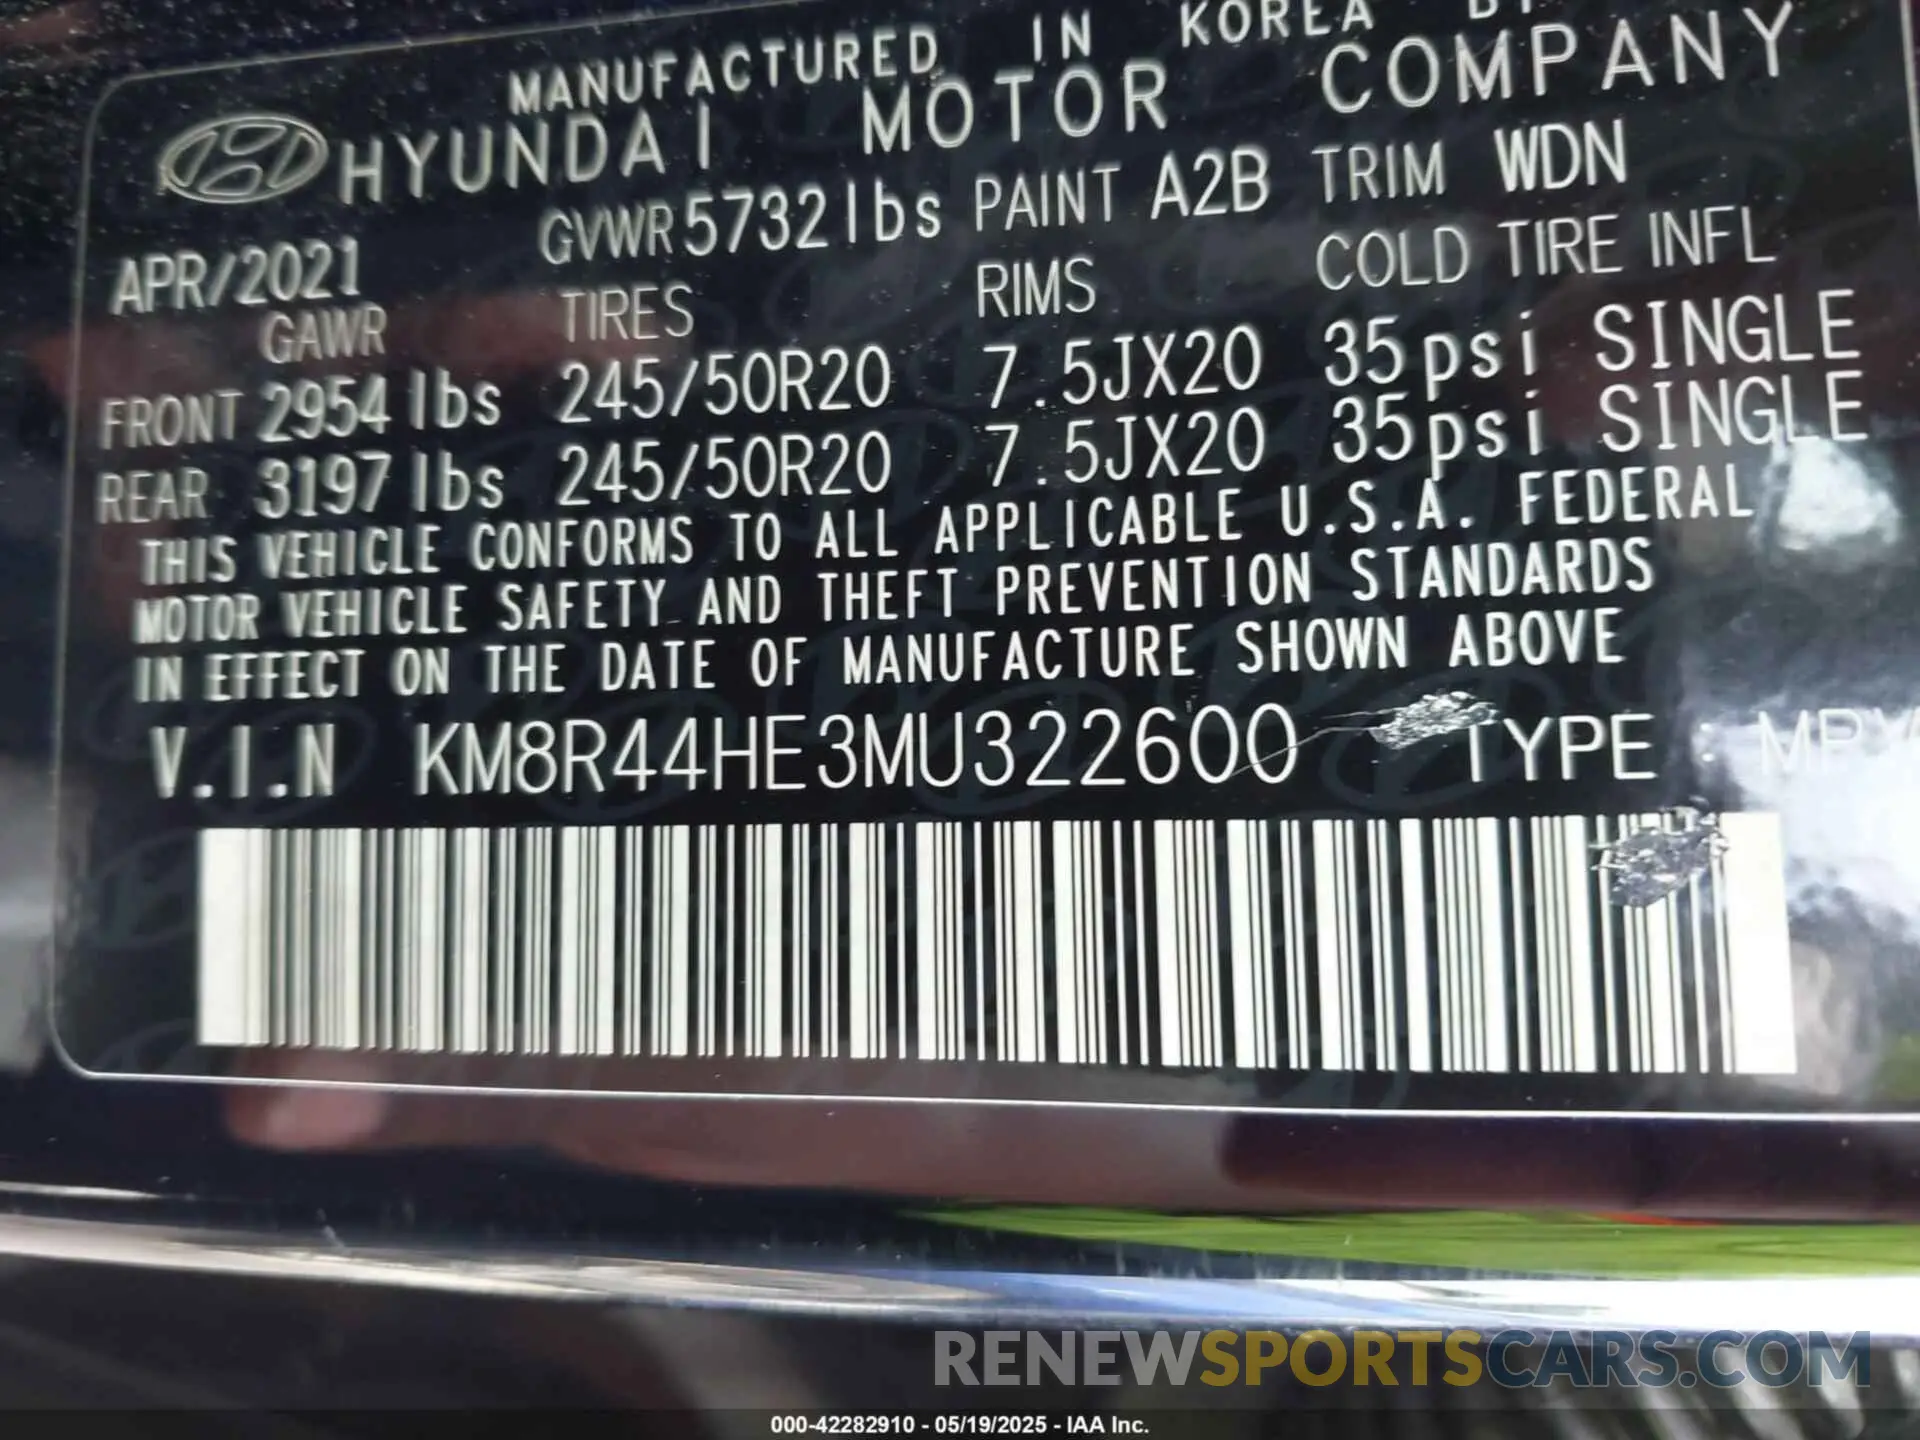 MANUFACTURED IN KOREA BY
HYUNDAI MOTOR COMPANY
APR/2021 GVWR 5732 lbs PAINT A2B TRIM WDN
GAWR TIRES RIMS COLD TIRE INFL
FRONT 2954 lbs 245/50R20 7.5JX20 35psi SINGLE
REAR 3197 lbs 245/50R20 7.5JX20 35psi SINGLE
THIS VEHICLE CONFORMS TO ALL APPLICABLE U.S.A. FEDERAL
MOTOR VEHICLE SAFETY AND THEFT PREVENTION STANDARDS
IN EFFECT ON THE DATE OF MANUFACTURE SHOWN ABOVE
V.I.N KM8R44HE3MU322600 TYPE : MPV
RENEWSPORTSCARS.COM
000-42282910 - 05/19/2025 - IAA Inc.